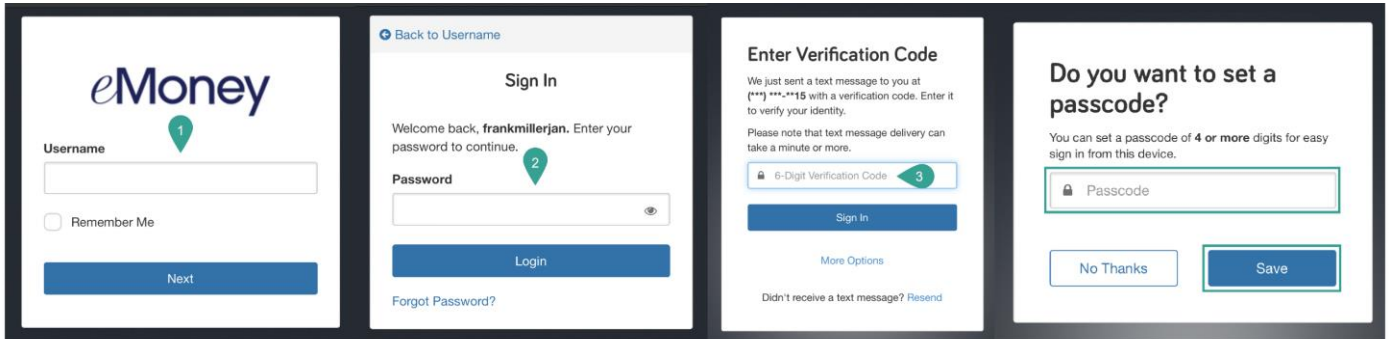 eMoney
1
Username
Remember Me
Next
Back to Username
Sign In
Welcome back, frankmillerjan. Enter your
password to continue.
2
Password
Login
Forgot Password?
Enter Verification Code
We just sent a text message to you at
(***) ***-**15 with a verification code. Enter it
to verify your identity.
Please note that text message delivery can
take a minute or more.
6-Digit Verification Code 3
Sign In
More Options
Didn't receive a text message? Resend
Do you want to set a
passcode?
You can set a passcode of 4 or more digits for easy
sign in from this device.
Passcode
No Thanks Save